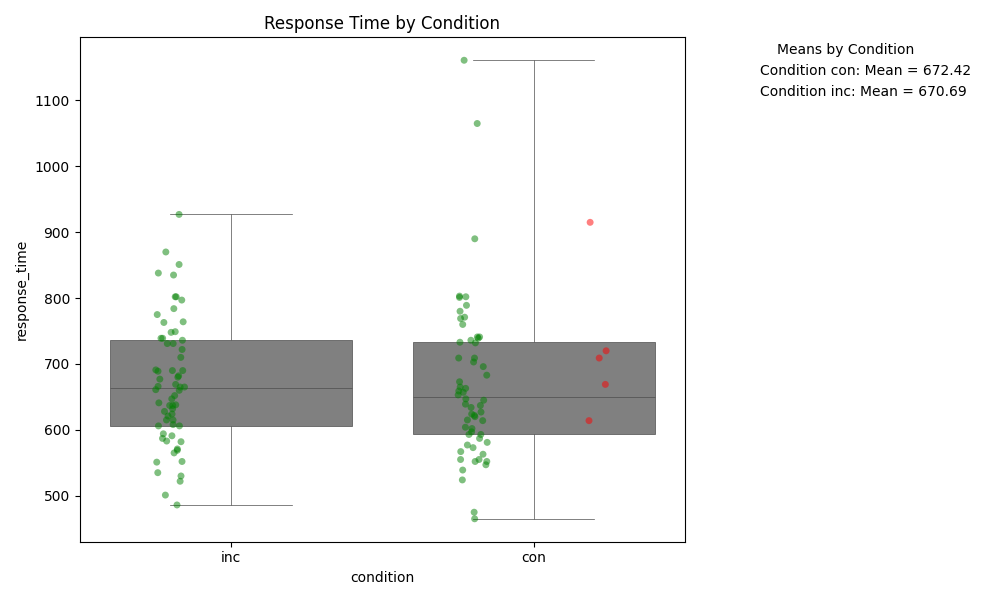 Response Time by Condition
Means by Condition
Condition con: Mean = 672.42
Condition inc: Mean = 670.69
response_time
1100
1000
900
800
700
600
500
inc
con
condition